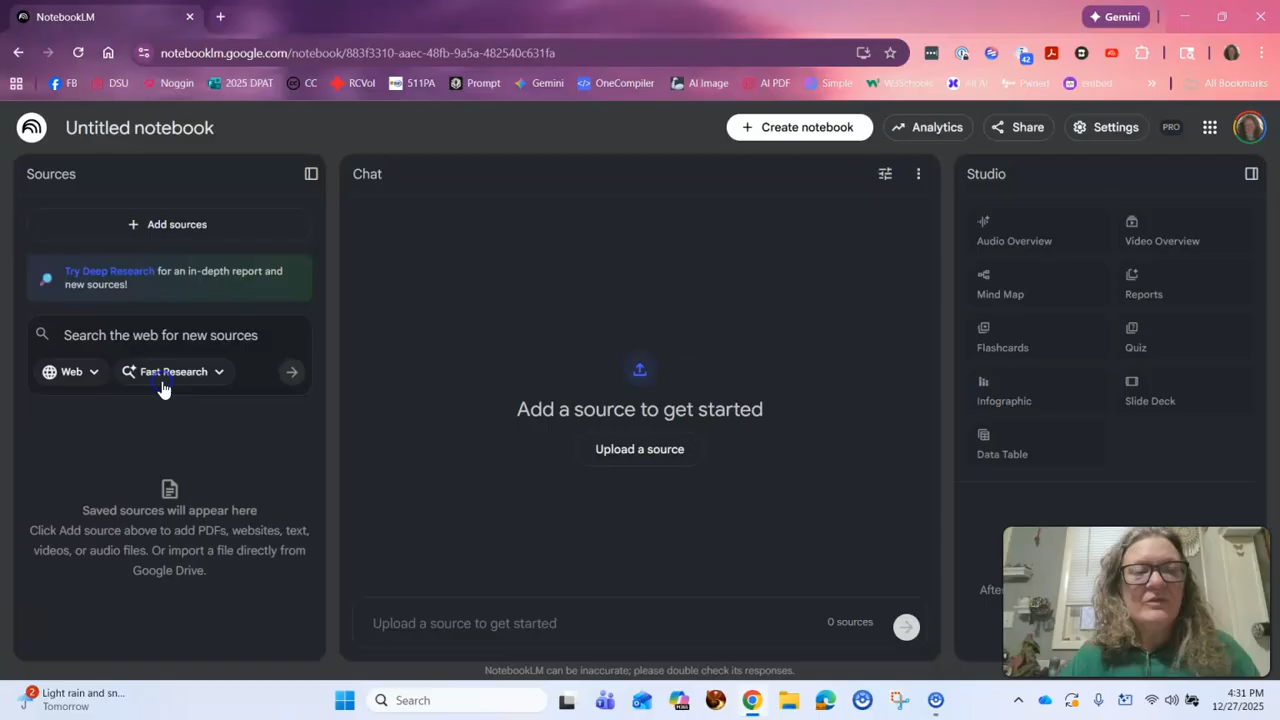 NotebookLM
Gemini
notebooklm.google.com/notebook/883f3310-aaec-48fb-9a5a-482540c631fa
42
FB
DSU
Noggin
2025 DPAT
CC
RCVol
511PA
Prompt
Gemini
OneCompiler
AI Image
AI PDF
Simple
W3Schools
All AI
Pwned
embed
All Bookmarks
Untitled notebook
Create notebook
Analytics
Share
Settings
PRO
Sources
Add sources
Try Deep Research for an in-depth report and
new sources!
Search the web for new sources
Web
Fast Research
Saved sources will appear here
Click Add source above to add PDFs, websites, text,
videos, or audio files. Or import a file directly from
Google Drive.
Chat
Add a source to get started
Upload a source
Upload a source to get started
0 sources
NotebookLM can be inaccurate; please double check its responses.
Studio
Audio Overview
Video Overview
Mind Map
Reports
Flashcards
Quiz
Infographic
Slide Deck
Data Table
2
Light rain and sn...
Tomorrow
Search
4:31 PM
12/27/2025